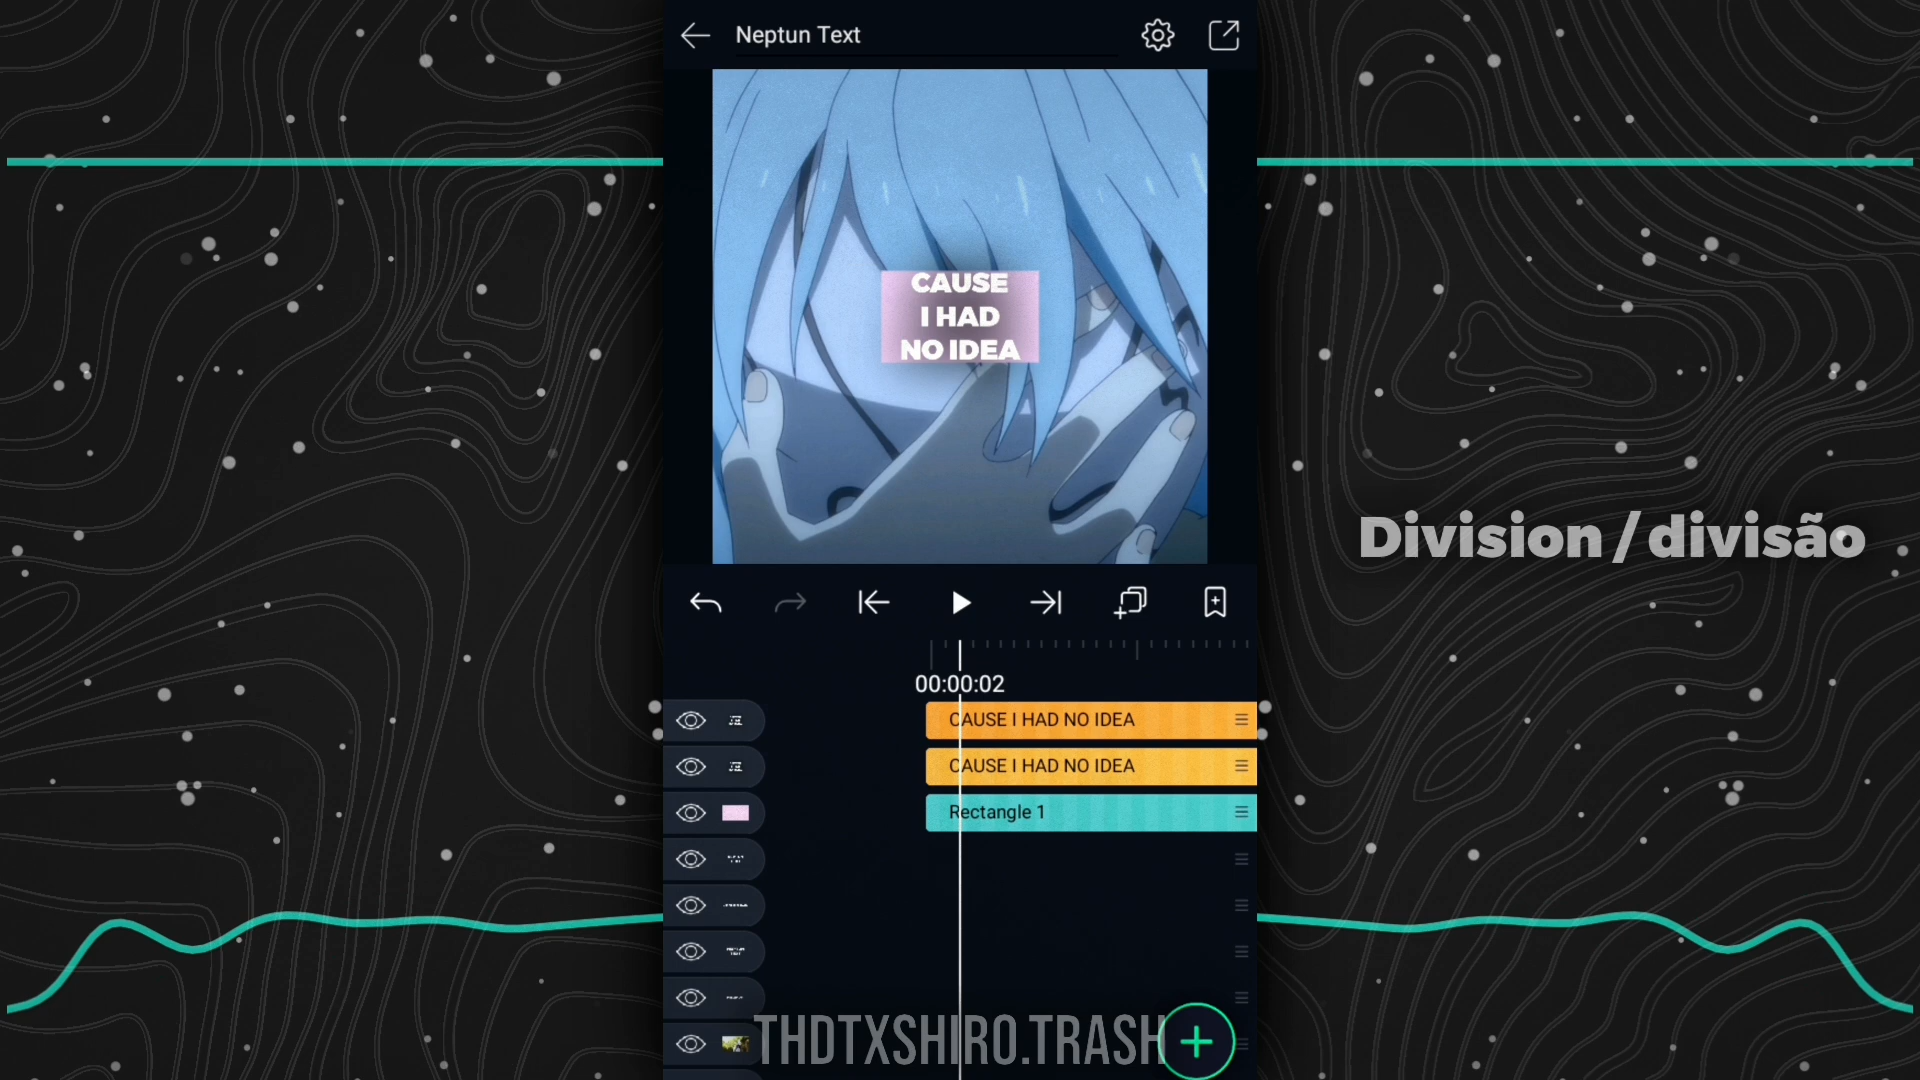 Neptun Text
CAUSE
I HAD
NO IDEA
Division / divisão
00:00:02
CAUSE I HAD NO IDEA
CAUSE I HAD NO IDEA
Rectangle 1
THDTXSHIRO.TRASH